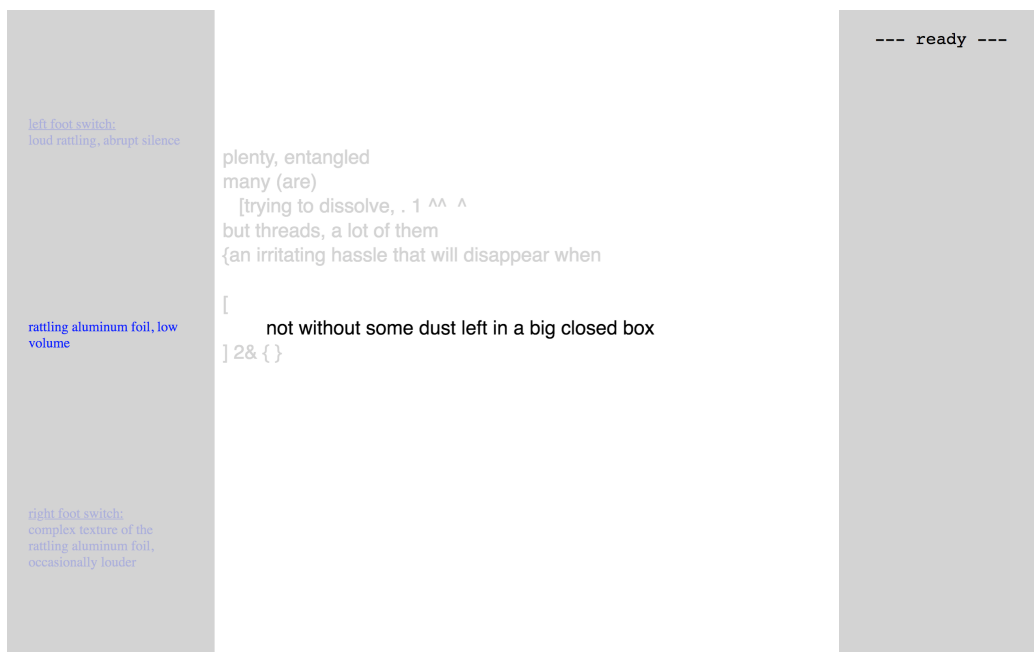 --- ready ---
left foot switch:
loud rattling, abrupt silence
plenty, entangled
many (are)
[trying to dissolve, . 1 ^^  ^
but threads, a lot of them
{an irritating hassle that will disappear when
[
not without some dust left in a big closed box
] 2& { }
rattling aluminum foil, low
volume
right foot switch:
complex texture of the
rattling aluminum foil,
occasionally louder